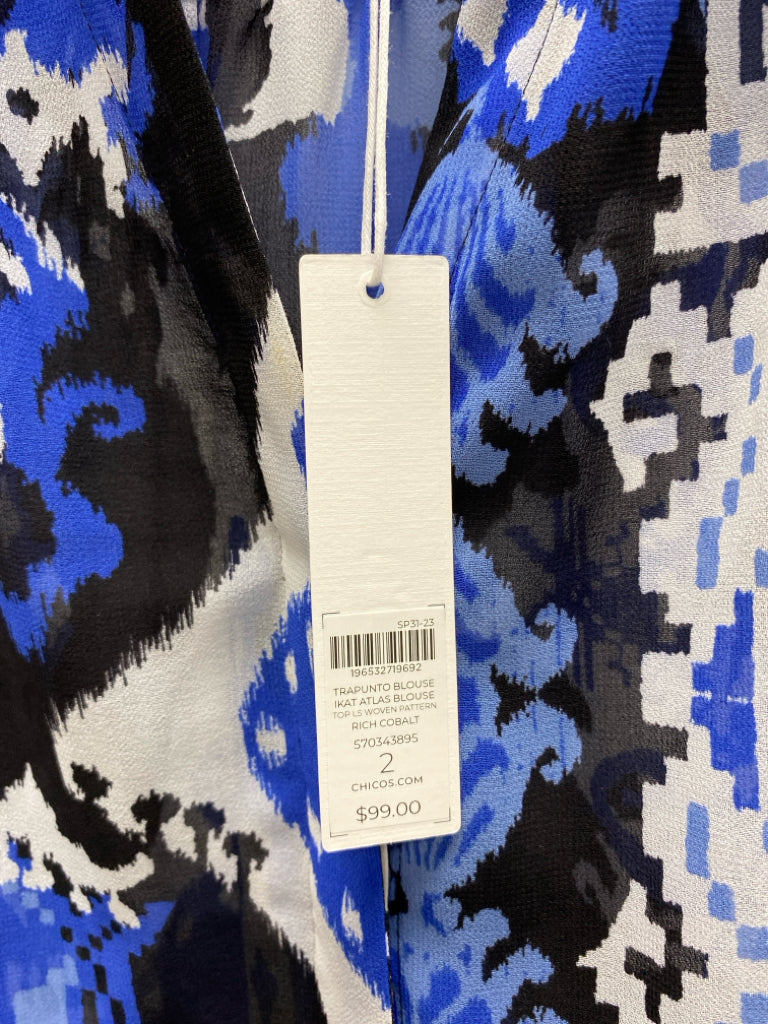 SP31-23
196532719692
TRAPUNTO BLOUSE
IKAT ATLAS BLOUSE
TOP LS WOVEN PATTERN
RICH COBALT
570343895
2
CHICOS.COM
$99.00